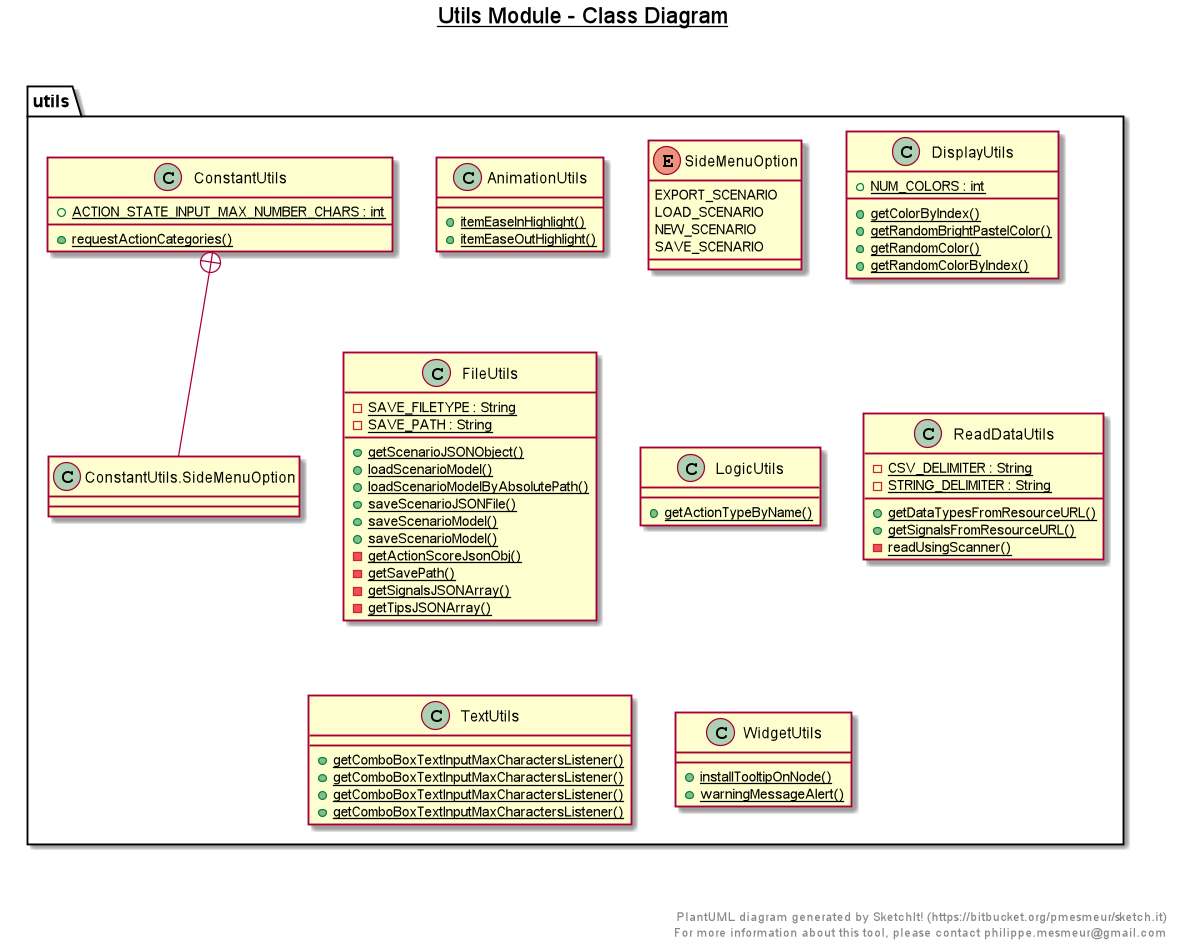 Utils Module - Class Diagram
utils
C ConstantUtils
ACTION_STATE_INPUT_MAX_NUMBER_CHARS : int
requestActionCategories()
C AnimationUtils
itemEaseInHighlight()
itemEaseOutHighlight()
E SideMenuOption
EXPORT_SCENARIO
LOAD_SCENARIO
NEW_SCENARIO
SAVE_SCENARIO
C DisplayUtils
NUM_COLORS : int
getColorByIndex()
getRandomBrightPastelColor()
getRandomColor()
getRandomColorByIndex()
C ConstantUtils.SideMenuOption
C FileUtils
SAVE_FILETYPE : String
SAVE_PATH : String
getScenarioJSONObject()
loadScenarioModel()
loadScenarioModelByAbsolutePath()
saveScenarioJSONFile()
saveScenarioModel()
saveScenarioModel()
getActionScoreJsonObj()
getSavePath()
getSignalsJSONArray()
getTipsJSONArray()
C LogicUtils
getActionTypeByName()
C ReadDataUtils
CSV_DELIMITER : String
STRING_DELIMITER : String
getDataTypesFromResourceURL()
getSignalsFromResourceURL()
readUsingScanner()
C TextUtils
getComboBoxTextInputMaxCharactersListener()
getComboBoxTextInputMaxCharactersListener()
getComboBoxTextInputMaxCharactersListener()
getComboBoxTextInputMaxCharactersListener()
C WidgetUtils
installTooltipOnNode()
warningMessageAlert()
PlantUML diagram generated by SketchIt! (https://bitbucket.org/pmesmeur/sketch.it)
For more information about this tool, please contact philippe.mesmeur@gmail.com